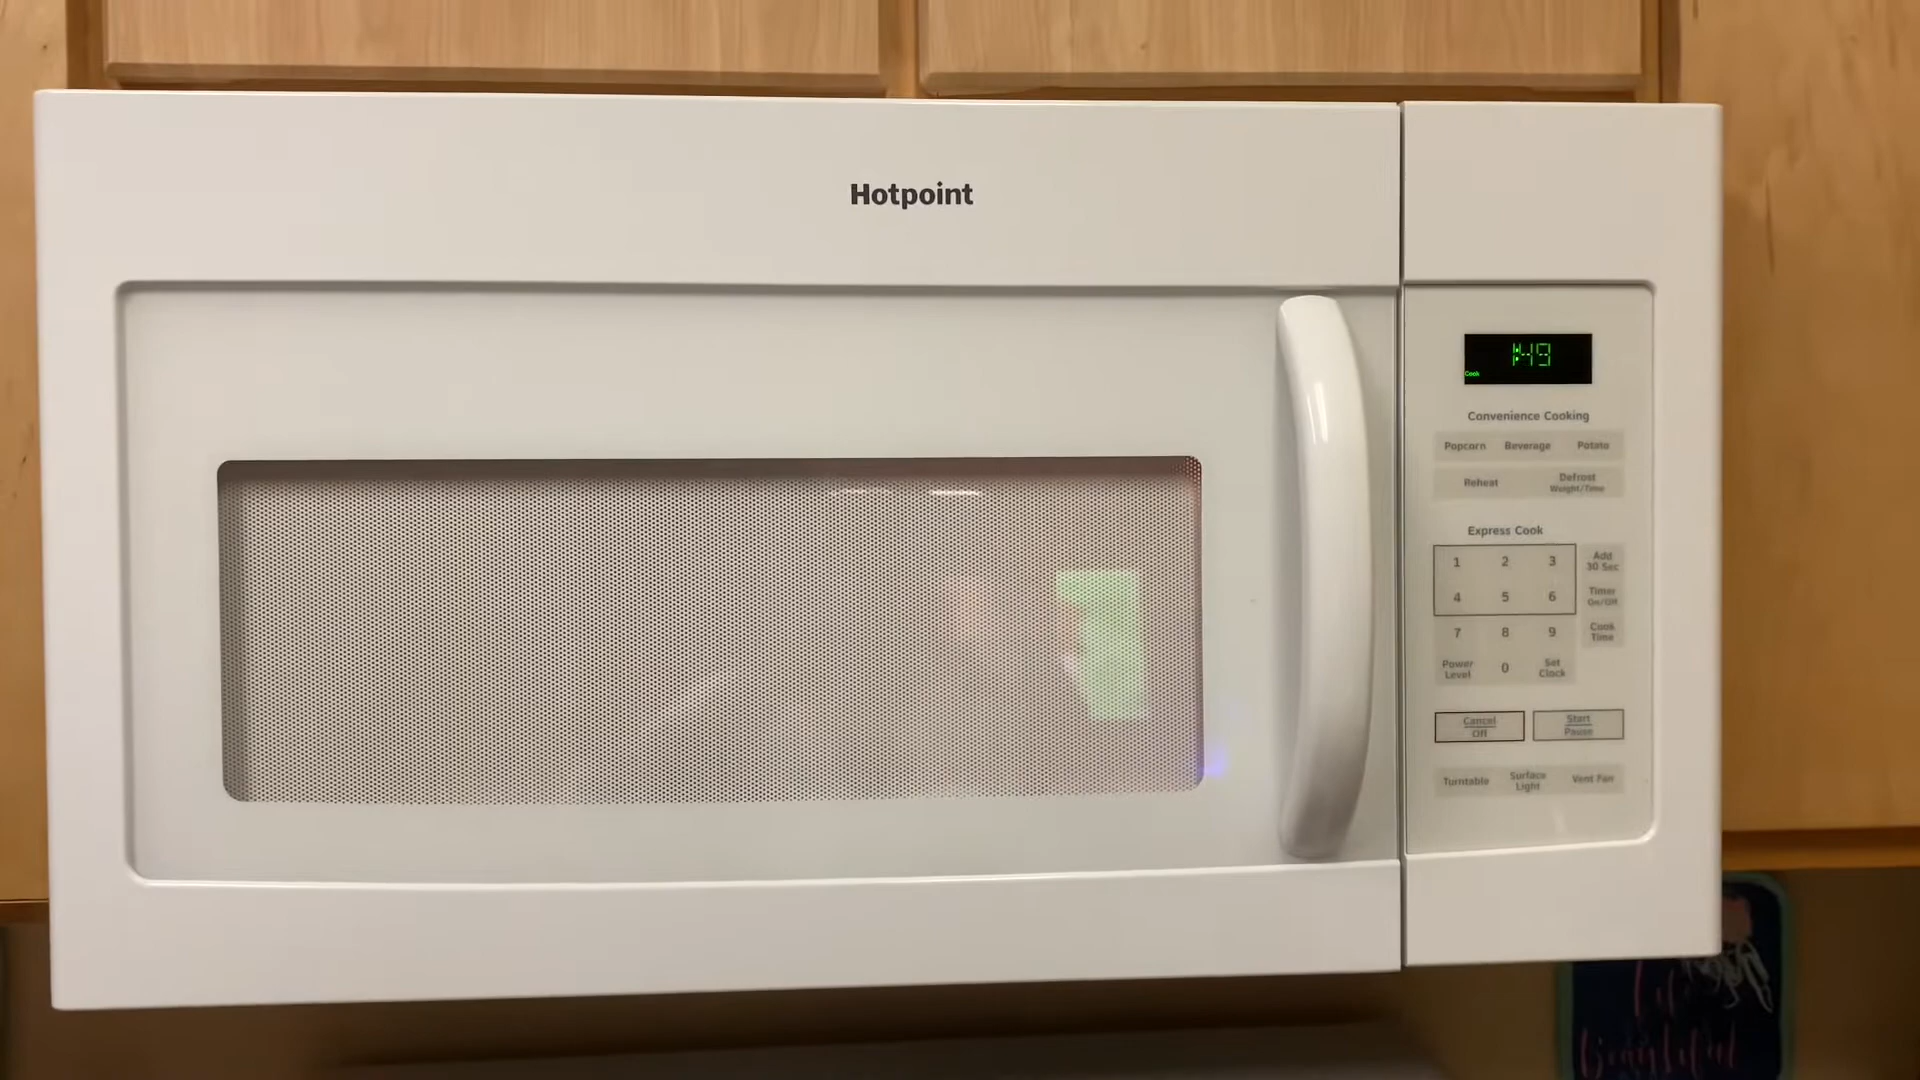 Hotpoint
1:49
Cook
Convenience Cooking
Popcorn Beverage Potato
Reheat Defrost
Weight/Time
Express Cook
1 2 3 Add
30 Sec
4 5 6 Timer
On/Off
7 8 9 Cook
Time
Power
Level 0 Set
Clock
Cancel
Off
Start
Pause
Turntable Surface
Light Vent Fan
beautiful